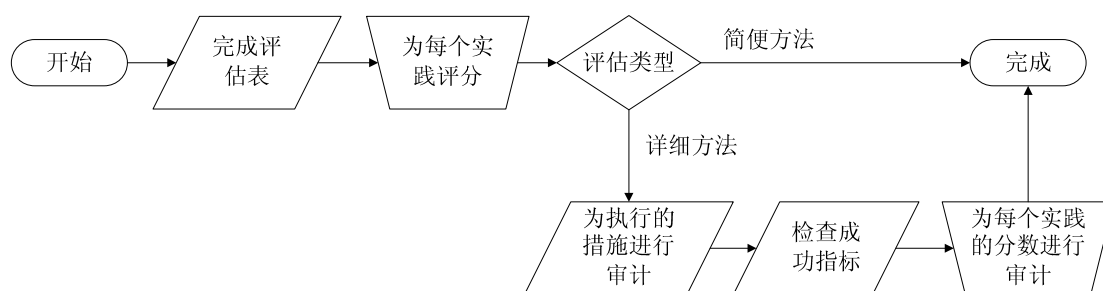 开始
完成评
估表
为每个实
践评分
评估类型
简便方法
完成
详细方法
为执行的
措施进行
审计
检查成
功指标
为每个实践
的分数进行
审计